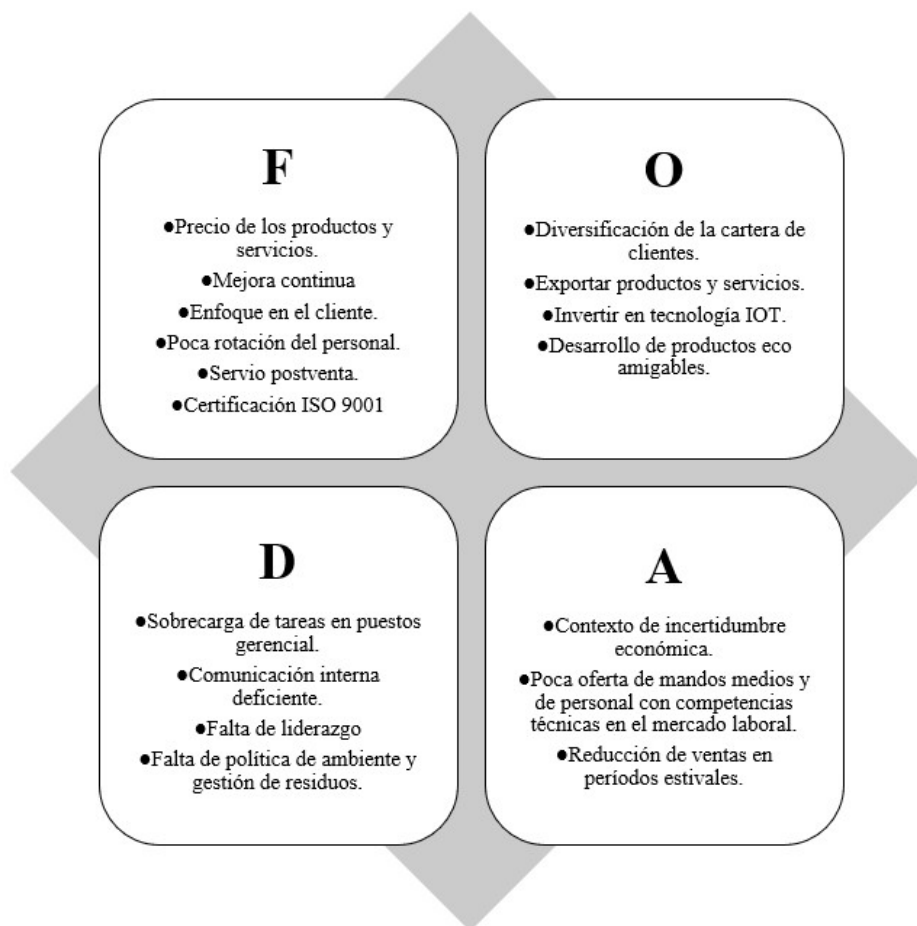 F
●Precio de los productos y
servicios.
●Mejora continua
●Enfoque en el cliente.
●Poca rotación del personal.
●Servio postventa.
●Certificación ISO 9001
O
●Diversificación de la cartera de
clientes.
●Exportar productos y servicios.
●Invertir en tecnología IOT.
●Desarrollo de productos eco
amigables.
D
●Sobrecarga de tareas en puestos
gerencial.
●Comunicación interna
deficiente.
●Falta de liderazgo
●Falta de política de ambiente y
gestión de residuos.
A
●Contexto de incertidumbre
económica.
●Poca oferta de mandos medios y
de personal con competencias
técnicas en el mercado laboral.
●Reducción de ventas en
períodos estivales.